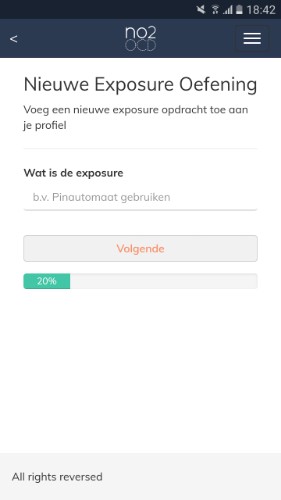 18:42
<
no2
OCD
Nieuwe Exposure Oefening
Voeg een nieuwe exposure opdracht toe aan
je profiel
Wat is de exposure
b.v. Pinautomaat gebruiken
Volgende
20%
All rights reversed